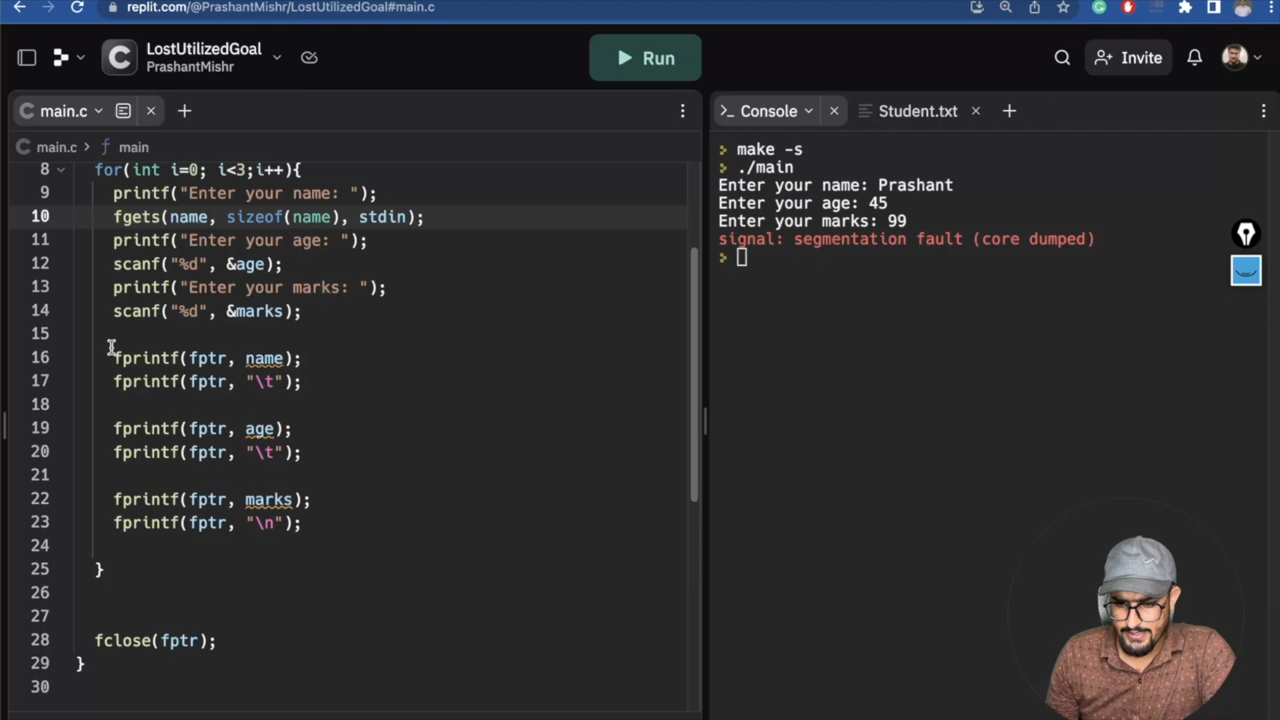 replit.com/@PrashantMishr/LostUtilizedGoal#main.c
LostUtilizedGoal
PrashantMishr
Run
Invite
main.c
Console
Student.txt
main.c > f main
8 for(int i=0; i<3;i++){
9 printf("Enter your name: ");
10 fgets(name, sizeof(name), stdin);
11 printf("Enter your age: ");
12 scanf("%d", &age);
13 printf("Enter your marks: ");
14 scanf("%d", &marks);
15
16 fprintf(fptr, name);
17 fprintf(fptr, "\t");
18
19 fprintf(fptr, age);
20 fprintf(fptr, "\t");
21
22 fprintf(fptr, marks);
23 fprintf(fptr, "\n");
24
25 }
26
27
28 fclose(fptr);
29 }
30
> make -s
> ./main
Enter your name: Prashant
Enter your age: 45
Enter your marks: 99
signal: segmentation fault (core dumped)
>